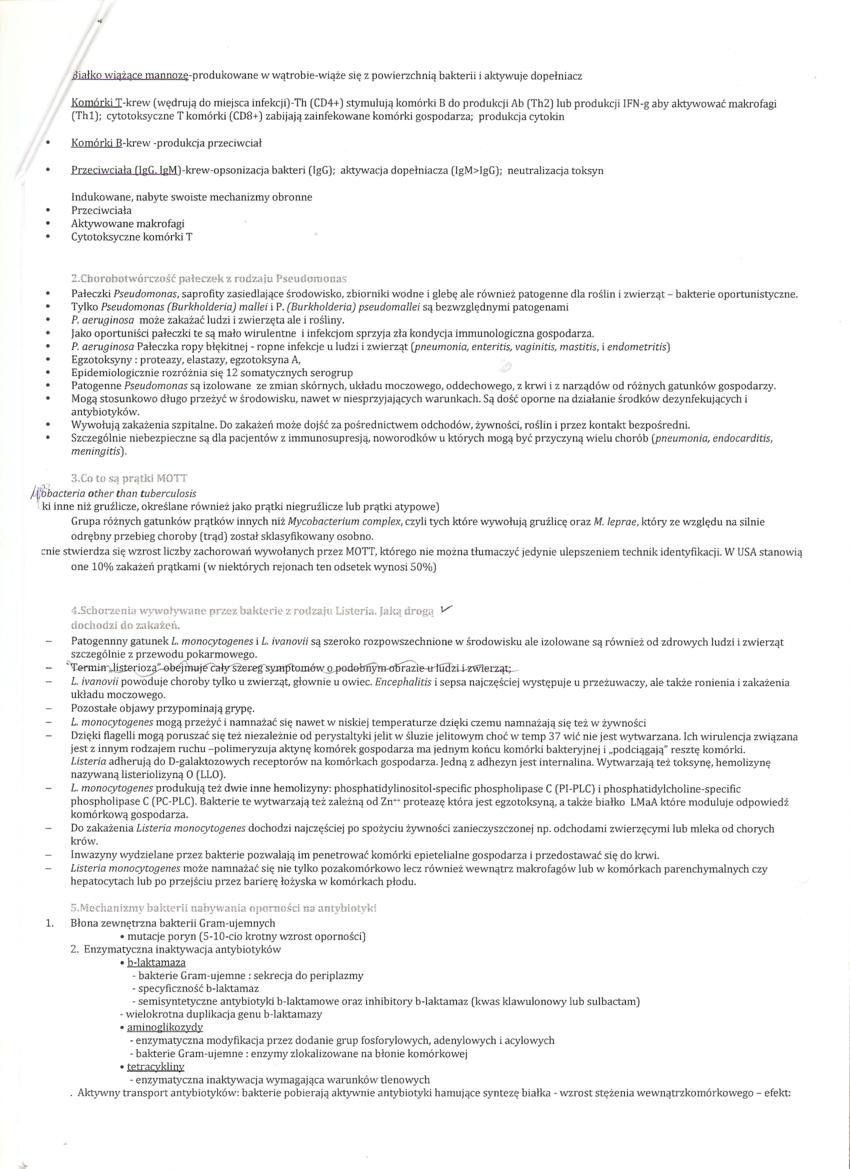 Białko wiążące mannozę-produkowane w wątrobie-wiąże się z powierzchnią bakterii i aktywuje dopełniacz
Komórki T-krew (wędrują do miejsca infekcji)-Th (CD4+) stymulują komórki B do produkcji Ab (Th2) lub produkcji IFN-g aby aktywować makrofagi
(Th1); cytotoksyczne T komórki (CD8+) zabijają zainfekowane komórki gospodarza; produkcja cytokin
• Komórki B-krew -produkcja przeciwciał
• Przeciwciała (IgG, IgM)-krew-opsonizacja bakteri (IgG); aktywacja dopełniacza (IgM>IgG); neutralizacja toksyn
Indukowane, nabyte swoiste mechanizmy obronne
• Przeciwciała
• Aktywowane makrofagi
• Cytotoksyczne komórki T
2.Chorobotwórczość pałeczek z rodzaju Pseudomonas
• Pałeczki Pseudomonas, saprofity zasiedlające środowisko, zbiorniki wodne i glebę ale również patogenne dla roślin i zwierząt – bakterie oportunistyczne.
• Tylko Pseudomonas (Burkholderia) mallei i P. (Burkholderia) pseudomallei są bezwzględnymi patogenami
• P. aeruginosa może zakażać ludzi i zwierzęta ale i rośliny.
• Jako oportuniści pałeczki te są mało wirulentne i infekcjom sprzyja zła kondycja immunologiczna gospodarza.
• P. aeruginosa Pałeczka ropy błękitnej - ropne infekcje u ludzi i zwierząt (pneumonia, enteritis, vaginitis, mastitis, i endometritis)
• Egzotoksyny : proteazy, elastazy, egzotoksyna A,
• Epidemiologicznie rozróżnia się 12 somatycznych serogrup
• Patogenne Pseudomonas są izolowane ze zmian skórnych, układu moczowego, oddechowego, z krwi i z narządów od różnych gatunków gospodarzy.
• Mogą stosunkowo długo przeżyć w środowisku, nawet w niesprzyjających warunkach. Są dość oporne na działanie środków dezynfekujących i
antybiotyków.
• Wywołują zakażenia szpitalne. Do zakażeń może dojść za pośrednictwem odchodów, żywności, roślin i przez kontakt bezpośredni.
• Szczególnie niebezpieczne są dla pacjentów z immunosupresją, noworodków u których mogą być przyczyną wielu chorób (pneumonia, endocarditis,
meningitis).
3.Co to są prątki MOTT
obacteria other than tuberculosis
ki inne niż gruźlicze, określane również jako prątki niegruźlicze lub prątki atypowe)
Grupa różnych gatunków prątków innych niż Mycobacterium complex, czyli tych które wywołują gruźlicę oraz M. leprae, który ze względu na silnie
odrębny przebieg choroby (trąd) został sklasyfikowany osobno.
cnie stwierdza się wzrost liczby zachorowań wywołanych przez MOTT, którego nie można tłumaczyć jedynie ulepszeniem technik identyfikacji. W USA stanowią
one 10% zakażeń prątkami (w niektórych rejonach ten odsetek wynosi 50%)
4.Schorzenia wywoływane przez bakterie z rodzaju Listeria. Jaką drogą ✓
dochodzi do zakażeń.
– Patogennny gatunek L. monocytogenes i L. ivanovii są szeroko rozpowszechnione w środowisku ale izolowane są również od zdrowych ludzi i zwierząt
szczególnie z przewodu pokarmowego.
– Termin „listerioza" obejmuje cały szereg symptomów o podobnym obrazie u ludzi i zwierząt;
– L. ivanovii powoduje choroby tylko u zwierząt, głownie u owiec. Encephalitis i sepsa najczęściej występuje u przeżuwaczy, ale także ronienia i zakażenia
układu moczowego.
– Pozostałe objawy przypominają grypę.
– L. monocytogenes mogą przeżyć i namnażać się nawet w niskiej temperaturze dzięki czemu namnażają się też w żywności
– Dzięki flagelli mogą poruszać się też niezależnie od perystaltyki jelit w śluzie jelitowym choć w temp 37 wić nie jest wytwarzana. Ich wirulencja związana
jest z innym rodzajem ruchu –polimeryzuja aktynę komórek gospodarza ma jednym końcu komórki bakteryjnej i „podciągają" resztę komórki.
Listeria adherują do D-galaktozowych receptorów na komórkach gospodarza. Jedną z adhezyn jest internalina. Wytwarzają też toksynę, hemolizynę
nazywaną listeriolizyną O (LLO).
– L. monocytogenes produkują też dwie inne hemolizyny: phosphatidylinositol-specific phospholipase C (PI-PLC) i phosphatidylcholine-specific
phospholipase C (PC-PLC). Bakterie te wytwarzają też zależną od Zn⁺⁺ proteazę która jest egzotoksyną, a także białko LMaA które moduluje odpowiedź
komórkową gospodarza.
– Do zakażenia Listeria monocytogenes dochodzi najczęściej po spożyciu żywności zanieczyszczonej np. odchodami zwierzęcymi lub mleka od chorych
krów.
– Inwazyny wydzielane przez bakterie pozwalają im penetrować komórki epitelialne gospodarza i przedostawać się do krwi.
– Listeria monocytogenes może namnażać się nie tylko pozakomórkowo lecz również wewnątrz makrofagów lub w komórkach parenchymalnych czy
hepatocytach lub po przejściu przez barierę łożyska w komórkach płodu.
5.Mechanizmy bakterii nabywania oporności na antybiotyki
1. Błona zewnętrzna bakterii Gram-ujemnych
• mutacje poryn (5-10-cio krotny wzrost oporności)
2. Enzymatyczna inaktywacja antybiotyków
• b-laktamaza
- bakterie Gram-ujemne : sekrecja do periplazmy
- specyficzność b-laktamaz
- semisyntetyczne antybiotyki b-laktamowe oraz inhibitory b-laktamaz (kwas klawulonowy lub sulbactam)
- wielokrotna duplikacja genu b-laktamazy
• aminoglikozydy
- enzymatyczna modyfikacja przez dodanie grup fosforylowych, adenylowych i acylowych
- bakterie Gram-ujemne : enzymy zlokalizowane na błonie komórkowej
• tetracykliny
- enzymatyczna inaktywacja wymagająca warunków tlenowych
. Aktywny transport antybiotyków: bakterie pobierają aktywnie antybiotyki hamujące syntezę białka - wzrost stężenia wewnątrzkomórkowego – efekt: